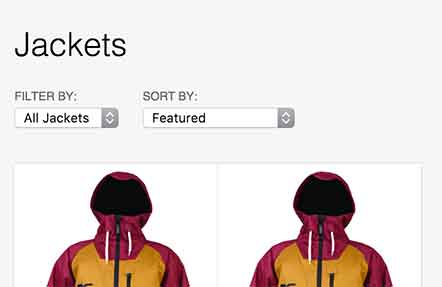 Jackets
FILTER BY: SORT BY:
All Jackets Featured